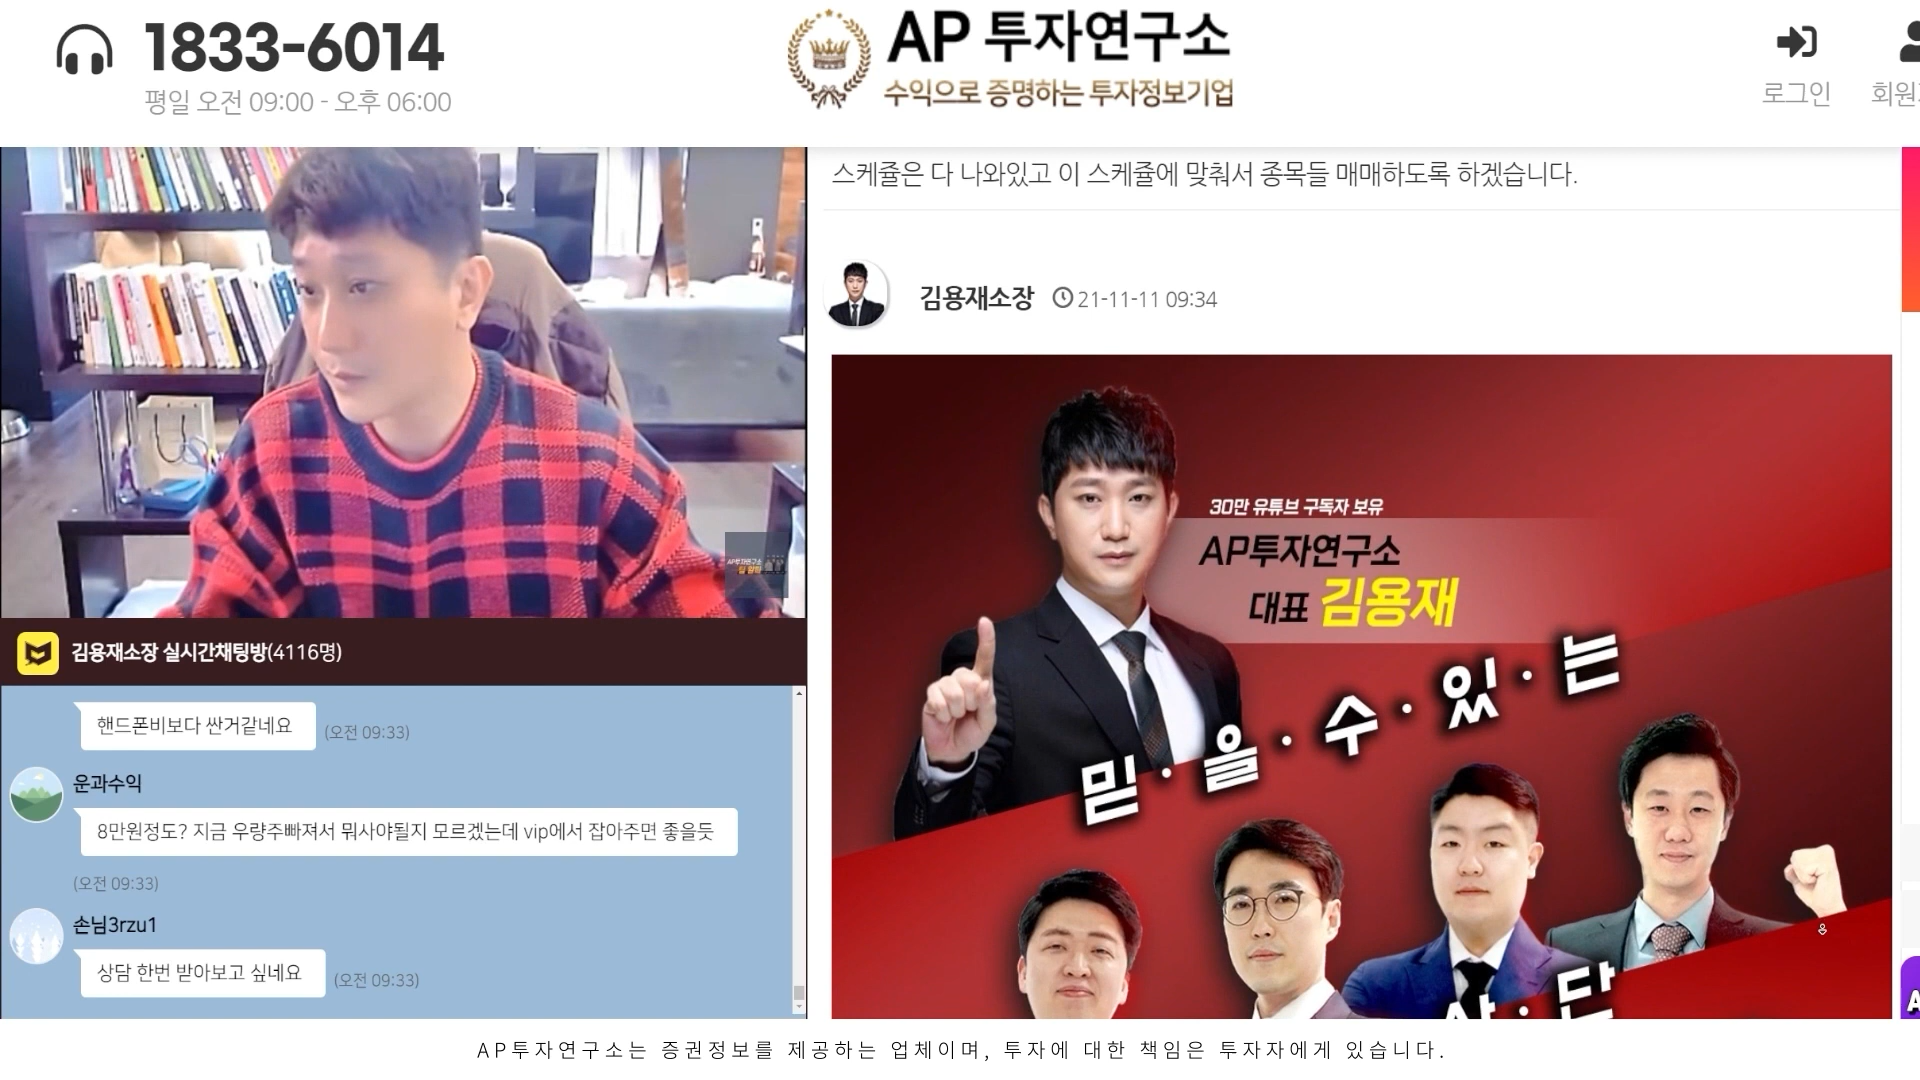 1833-6014
평일 오전 09:00 - 오후 06:00
AP 투자연구소
수익으로 증명하는 투자정보기업
로그인
회원
스케쥴은 다 나와있고 이 스케쥴에 맞춰서 종목들 매매하도록 하겠습니다.
김용재소장 21-11-11 09:34
30만 유튜브 구독자 보유
AP투자연구소
대표 김용재
믿·을·수·있·는
상·단
AP투자연구소
김용재소장 실시간채팅방(4116명)
핸드폰비보다 싼거같네요 (오전 09:33)
운과수익
8만원정도? 지금 우량주빠져서 뭐사야될지 모르겠는데 vip에서 잡아주면 좋을듯
(오전 09:33)
손님3rzu1
상담 한번 받아보고 싶네요 (오전 09:33)
AP투자연구소는 증권정보를 제공하는 업체이며, 투자에 대한 책임은 투자자에게 있습니다.